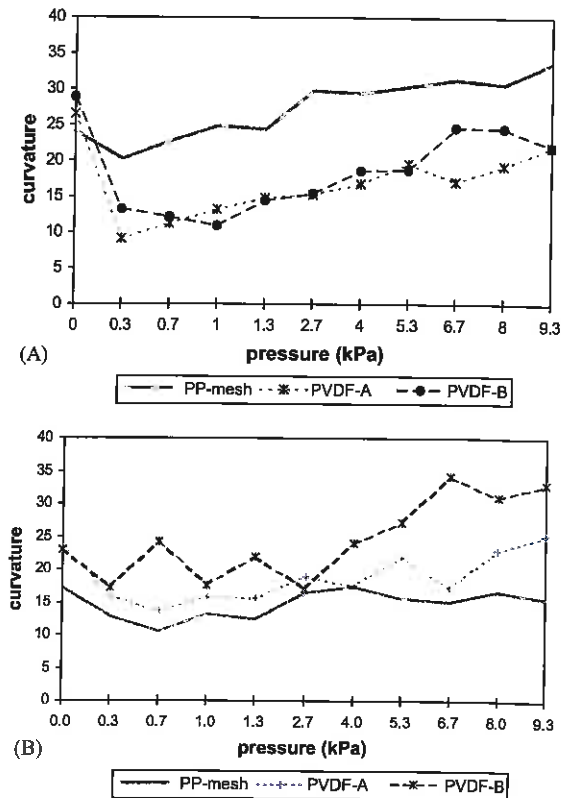 40
35
30
25
20
15
10
5
0
curvature
0 0.3 0.7 1 1.3 2.7 4 5.3 6.7 8 9.3
pressure (kPa)
(A)
PP-mesh PVDF-A PVDF-B
40
35
30
25
20
15
10
5
0
curvature
0.0 0.3 0.7 1.0 1.3 2.7 4.0 5.3 6.7 8.0 9.3
pressure (kPa)
(B)
PP-mesh PVDF-A PVDF-B